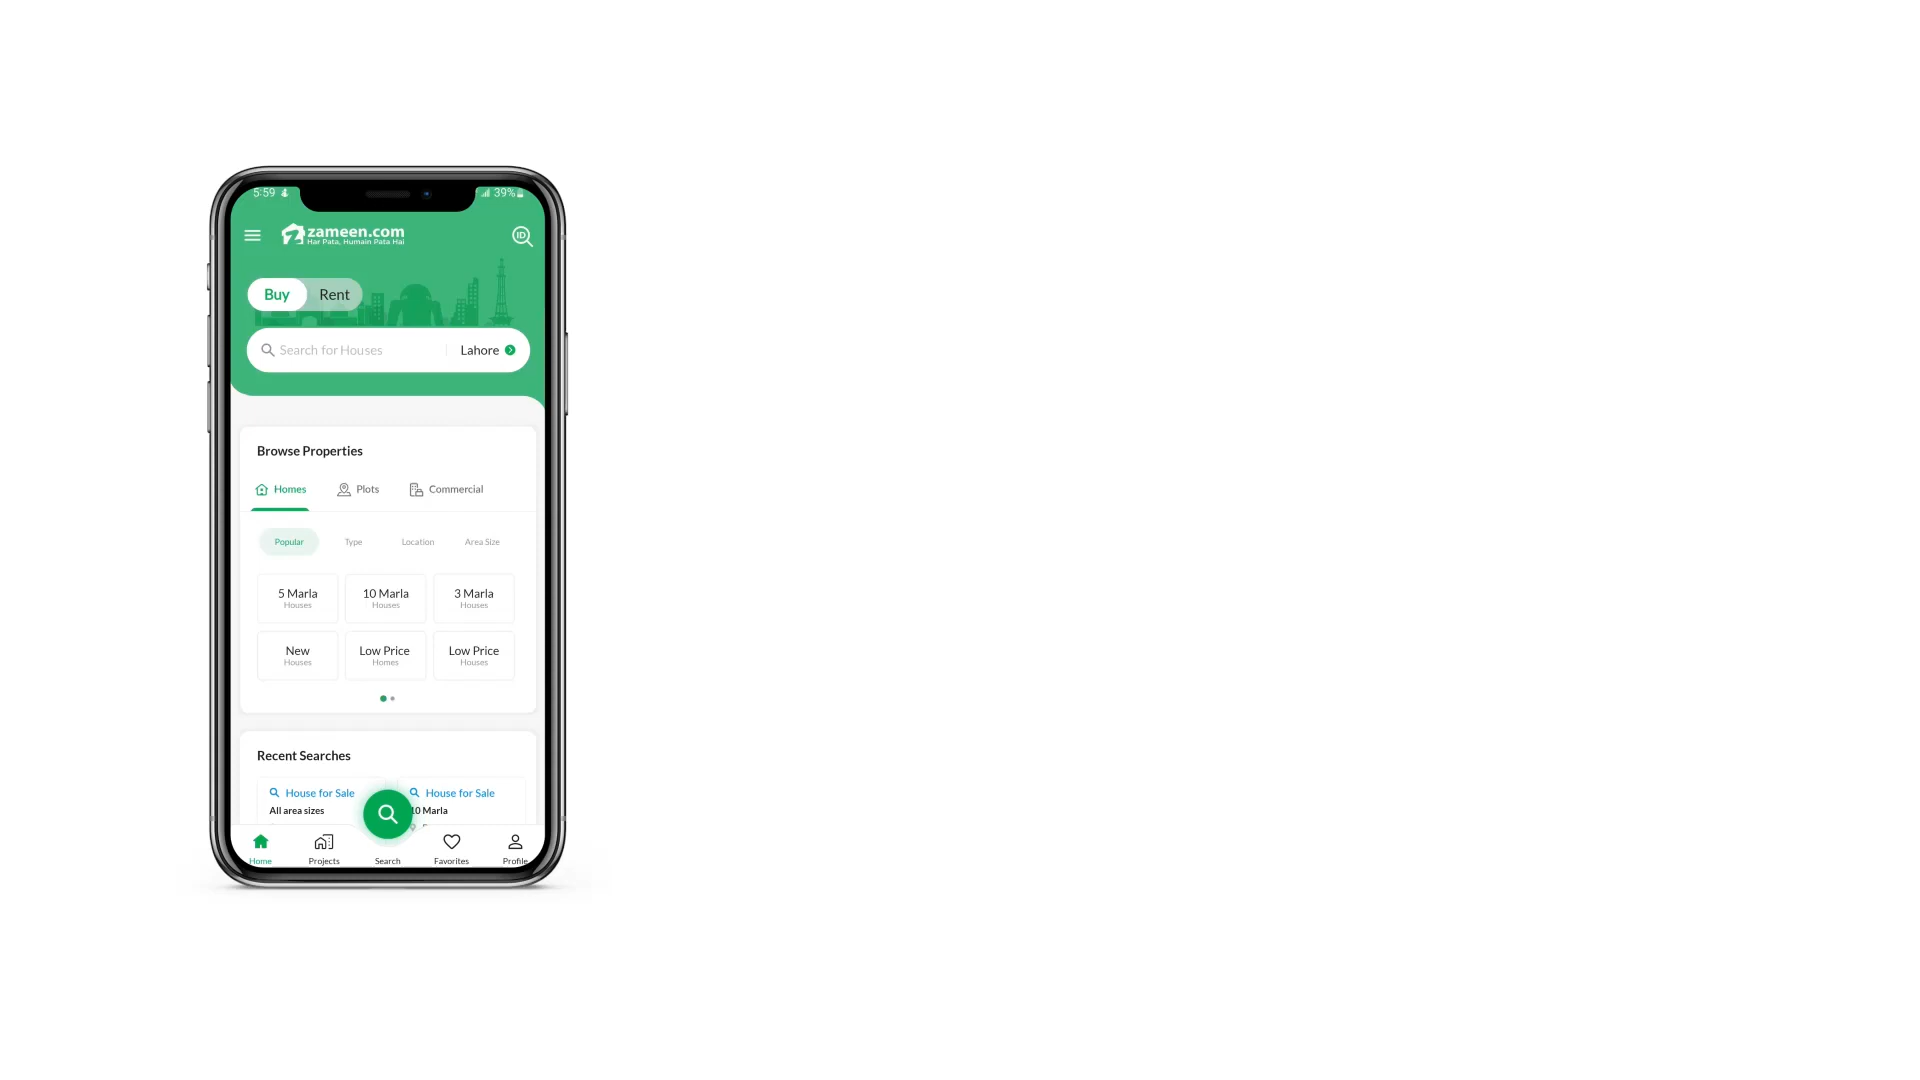 5:59
39%
zameen.com
Har Pata, Humain Pata Hai
ID
Buy Rent
Search for Houses Lahore
Browse Properties
Homes Plots Commercial
Popular Type Location Area Size
5 Marla 10 Marla 3 Marla
Houses Houses Houses
New Low Price Low Price
Houses Homes Houses
Recent Searches
House for Sale House for Sale
All area sizes 10 Marla
Home Projects Search Favorites Profile